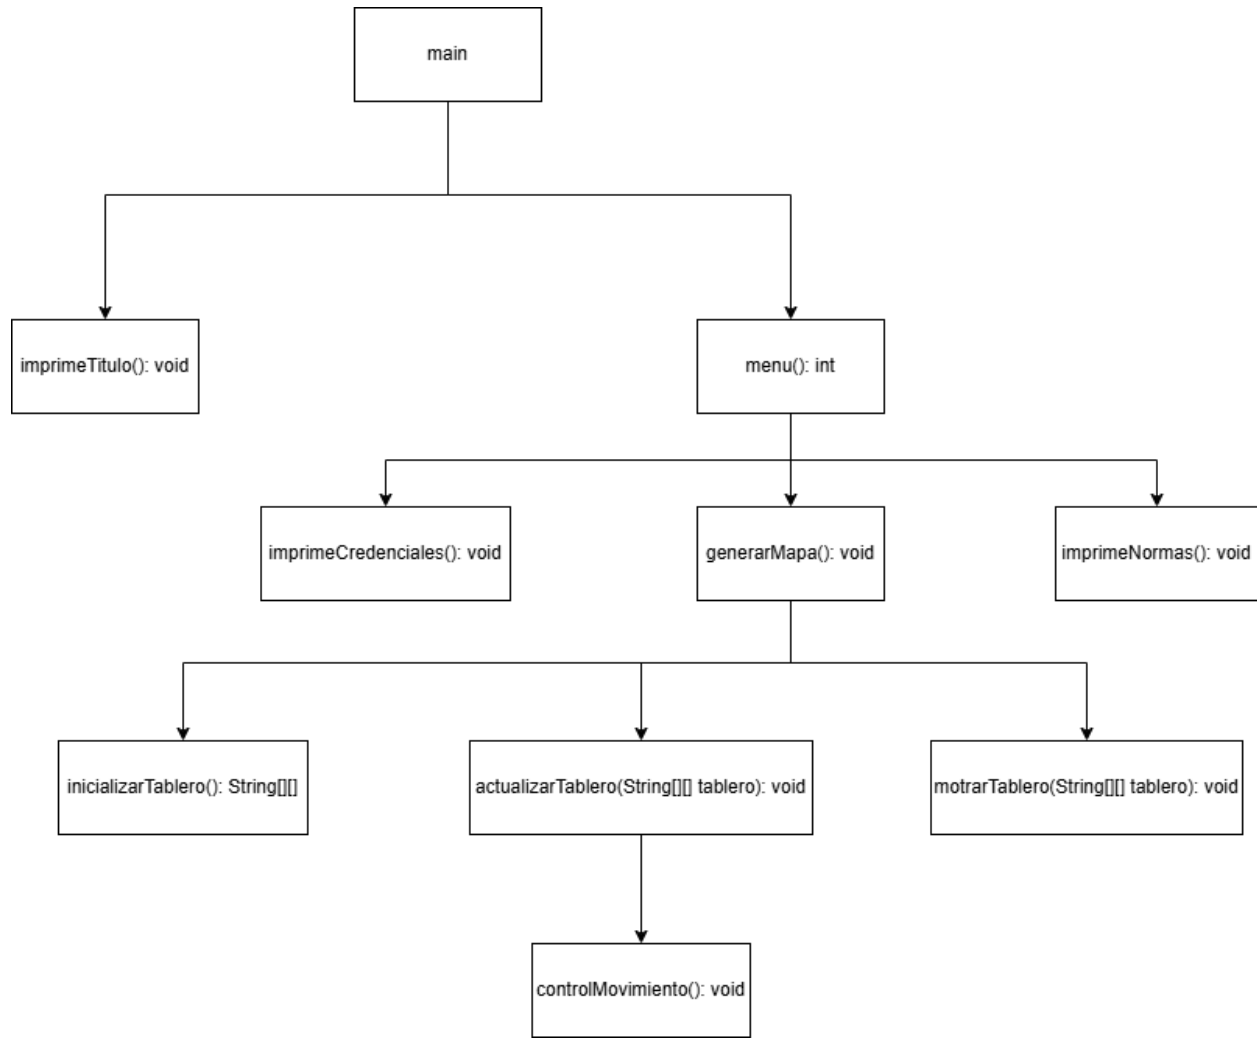 main
imprimeTitulo(): void
menu(): int
imprimeCredenciales(): void
generarMapa(): void
imprimeNormas(): void
inicializarTablero(): String[][]
actualizarTablero(String[][] tablero): void
motrarTablero(String[][] tablero): void
controlMovimiento(): void